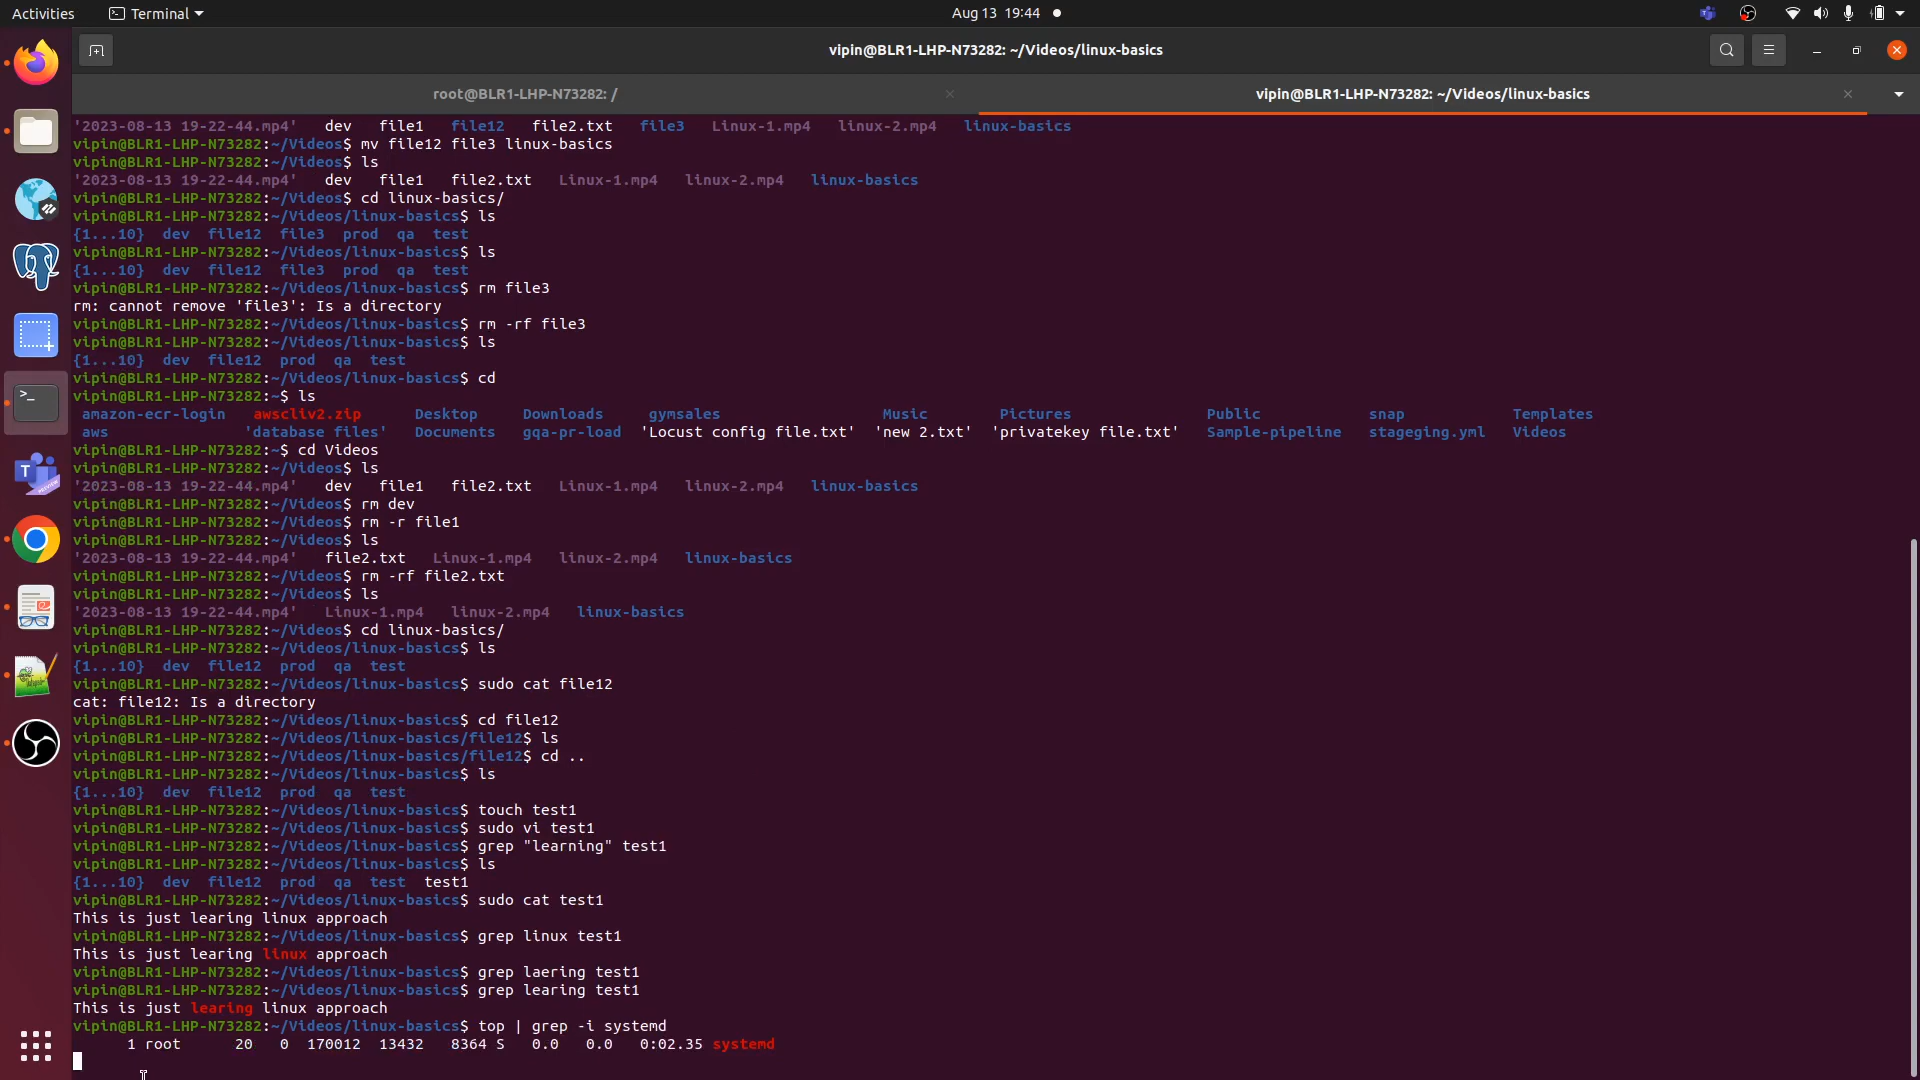 Activities Terminal Aug 13 19:44
vipin@BLR1-LHP-N73282: ~/Videos/linux-basics
root@BLR1-LHP-N73282: / vipin@BLR1-LHP-N73282: ~/Videos/linux-basics
'2023-08-13 19-22-44.mp4' dev file1 file12 file2.txt file3 Linux-1.mp4 linux-2.mp4 linux-basics
vipin@BLR1-LHP-N73282:~/Videos$ mv file12 file3 linux-basics
vipin@BLR1-LHP-N73282:~/Videos$ ls
'2023-08-13 19-22-44.mp4' dev file1 file2.txt Linux-1.mp4 linux-2.mp4 linux-basics
vipin@BLR1-LHP-N73282:~/Videos$ cd linux-basics/
vipin@BLR1-LHP-N73282:~/Videos/linux-basics$ ls
{1...10} dev file12 file3 prod qa test
vipin@BLR1-LHP-N73282:~/Videos/linux-basics$ ls
{1...10} dev file12 file3 prod qa test
vipin@BLR1-LHP-N73282:~/Videos/linux-basics$ rm file3
rm: cannot remove 'file3': Is a directory
vipin@BLR1-LHP-N73282:~/Videos/linux-basics$ rm -rf file3
vipin@BLR1-LHP-N73282:~/Videos/linux-basics$ ls
{1...10} dev file12 prod qa test
vipin@BLR1-LHP-N73282:~/Videos/linux-basics$ cd
vipin@BLR1-LHP-N73282:~$ ls
amazon-ecr-login awscliv2.zip Desktop Downloads gymsales Music Pictures Public snap Templates
aws 'database files' Documents gqa-pr-load 'Locust config file.txt' 'new 2.txt' 'privatekey file.txt' Sample-pipeline stageging.yml Videos
vipin@BLR1-LHP-N73282:~$ cd Videos
vipin@BLR1-LHP-N73282:~/Videos$ ls
'2023-08-13 19-22-44.mp4' dev file1 file2.txt Linux-1.mp4 linux-2.mp4 linux-basics
vipin@BLR1-LHP-N73282:~/Videos$ rm dev
vipin@BLR1-LHP-N73282:~/Videos$ rm -r file1
vipin@BLR1-LHP-N73282:~/Videos$ ls
'2023-08-13 19-22-44.mp4' file2.txt Linux-1.mp4 linux-2.mp4 linux-basics
vipin@BLR1-LHP-N73282:~/Videos$ rm -rf file2.txt
vipin@BLR1-LHP-N73282:~/Videos$ ls
'2023-08-13 19-22-44.mp4' Linux-1.mp4 linux-2.mp4 linux-basics
vipin@BLR1-LHP-N73282:~/Videos$ cd linux-basics/
vipin@BLR1-LHP-N73282:~/Videos/linux-basics$ ls
{1...10} dev file12 prod qa test
vipin@BLR1-LHP-N73282:~/Videos/linux-basics$ sudo cat file12
cat: file12: Is a directory
vipin@BLR1-LHP-N73282:~/Videos/linux-basics$ cd file12
vipin@BLR1-LHP-N73282:~/Videos/linux-basics/file12$ ls
vipin@BLR1-LHP-N73282:~/Videos/linux-basics/file12$ cd ..
vipin@BLR1-LHP-N73282:~/Videos/linux-basics$ ls
{1...10} dev file12 prod qa test
vipin@BLR1-LHP-N73282:~/Videos/linux-basics$ touch test1
vipin@BLR1-LHP-N73282:~/Videos/linux-basics$ sudo vi test1
vipin@BLR1-LHP-N73282:~/Videos/linux-basics$ grep "learning" test1
vipin@BLR1-LHP-N73282:~/Videos/linux-basics$ ls
{1...10} dev file12 prod qa test test1
vipin@BLR1-LHP-N73282:~/Videos/linux-basics$ sudo cat test1
This is just learing linux approach
vipin@BLR1-LHP-N73282:~/Videos/linux-basics$ grep linux test1
This is just learing linux approach
vipin@BLR1-LHP-N73282:~/Videos/linux-basics$ grep laering test1
vipin@BLR1-LHP-N73282:~/Videos/linux-basics$ grep learing test1
This is just learing linux approach
vipin@BLR1-LHP-N73282:~/Videos/linux-basics$ top | grep -i systemd
1 root 20 0 170012 13432 8364 S 0.0 0.0 0:02.35 systemd